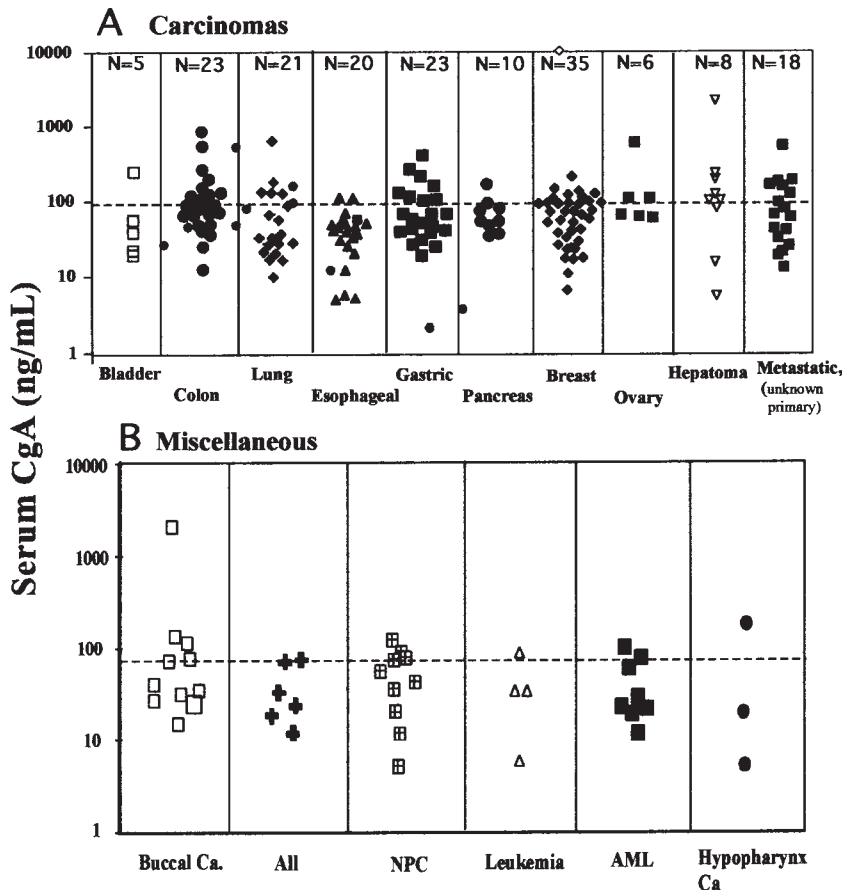 A Carcinomas
10000
N=5 N=23 N=21 N=20 N=23 N=10 N=35 N=6 N=8 N=18
1000
100
10
1
Bladder
Colon
Lung
Esophageal
Gastric
Pancreas
Breast
Ovary
Hepatoma
Metastatic,
(unknown
primary)
Serum CgA (ng/mL)
B Miscellaneous
10000
1000
100
10
1
Buccal Ca.
All
NPC
Leukemia
AML
Hypopharynx
Ca